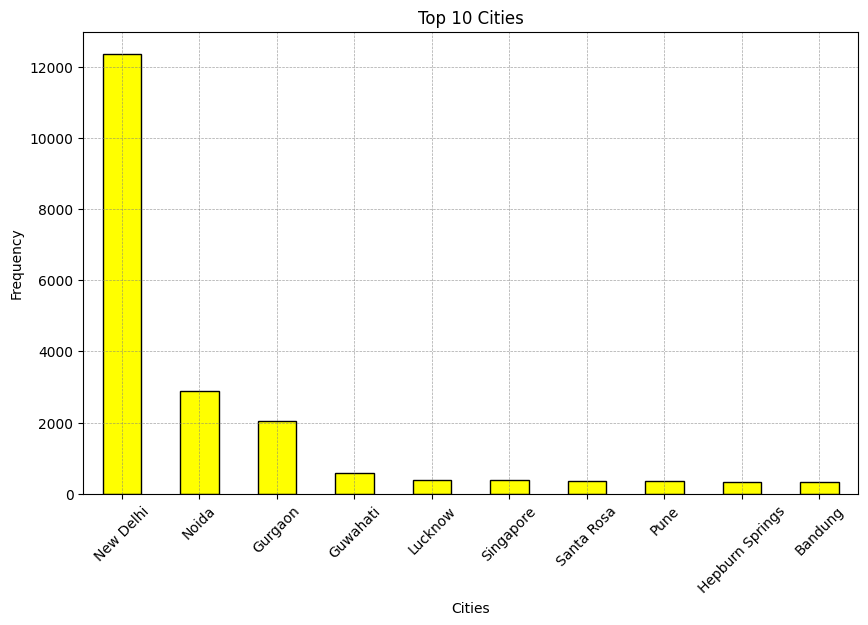 Top 10 Cities
Frequency
12000
10000
8000
6000
4000
2000
0
New Delhi
Noida
Gurgaon
Guwahati
Lucknow
Singapore
Santa Rosa
Pune
Hepburn Springs
Bandung
Cities